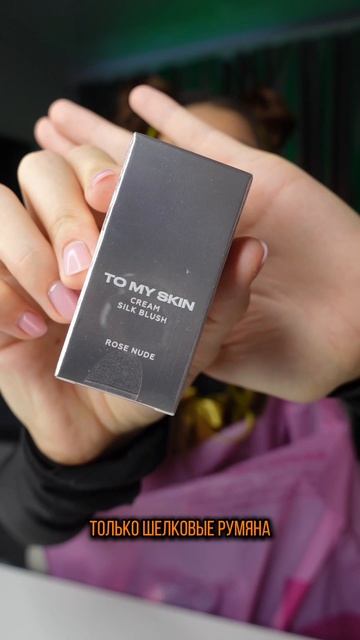 TO MY SKIN
CREAM
SILK BLUSH
ROSE NUDE
ТОЛЬКО ШЕЛКОВЫЕ РУМЯНА